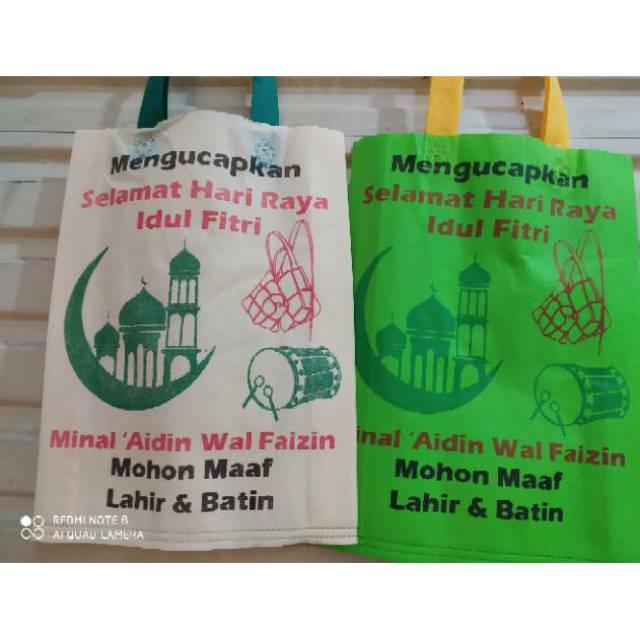 Mengucapkan
Selamat Hari Raya
Idul Fitri
Minal 'Aidin Wal Faizin
Mohon Maaf
Lahir & Batin
Mengucapkan
Selamat Hari Raya
Idul Fitri
inal 'Aidin Wal Faizin
Mohon Maaf
Lahir & Batin
REDMI NOTE 8
AI QUAD CAMERA